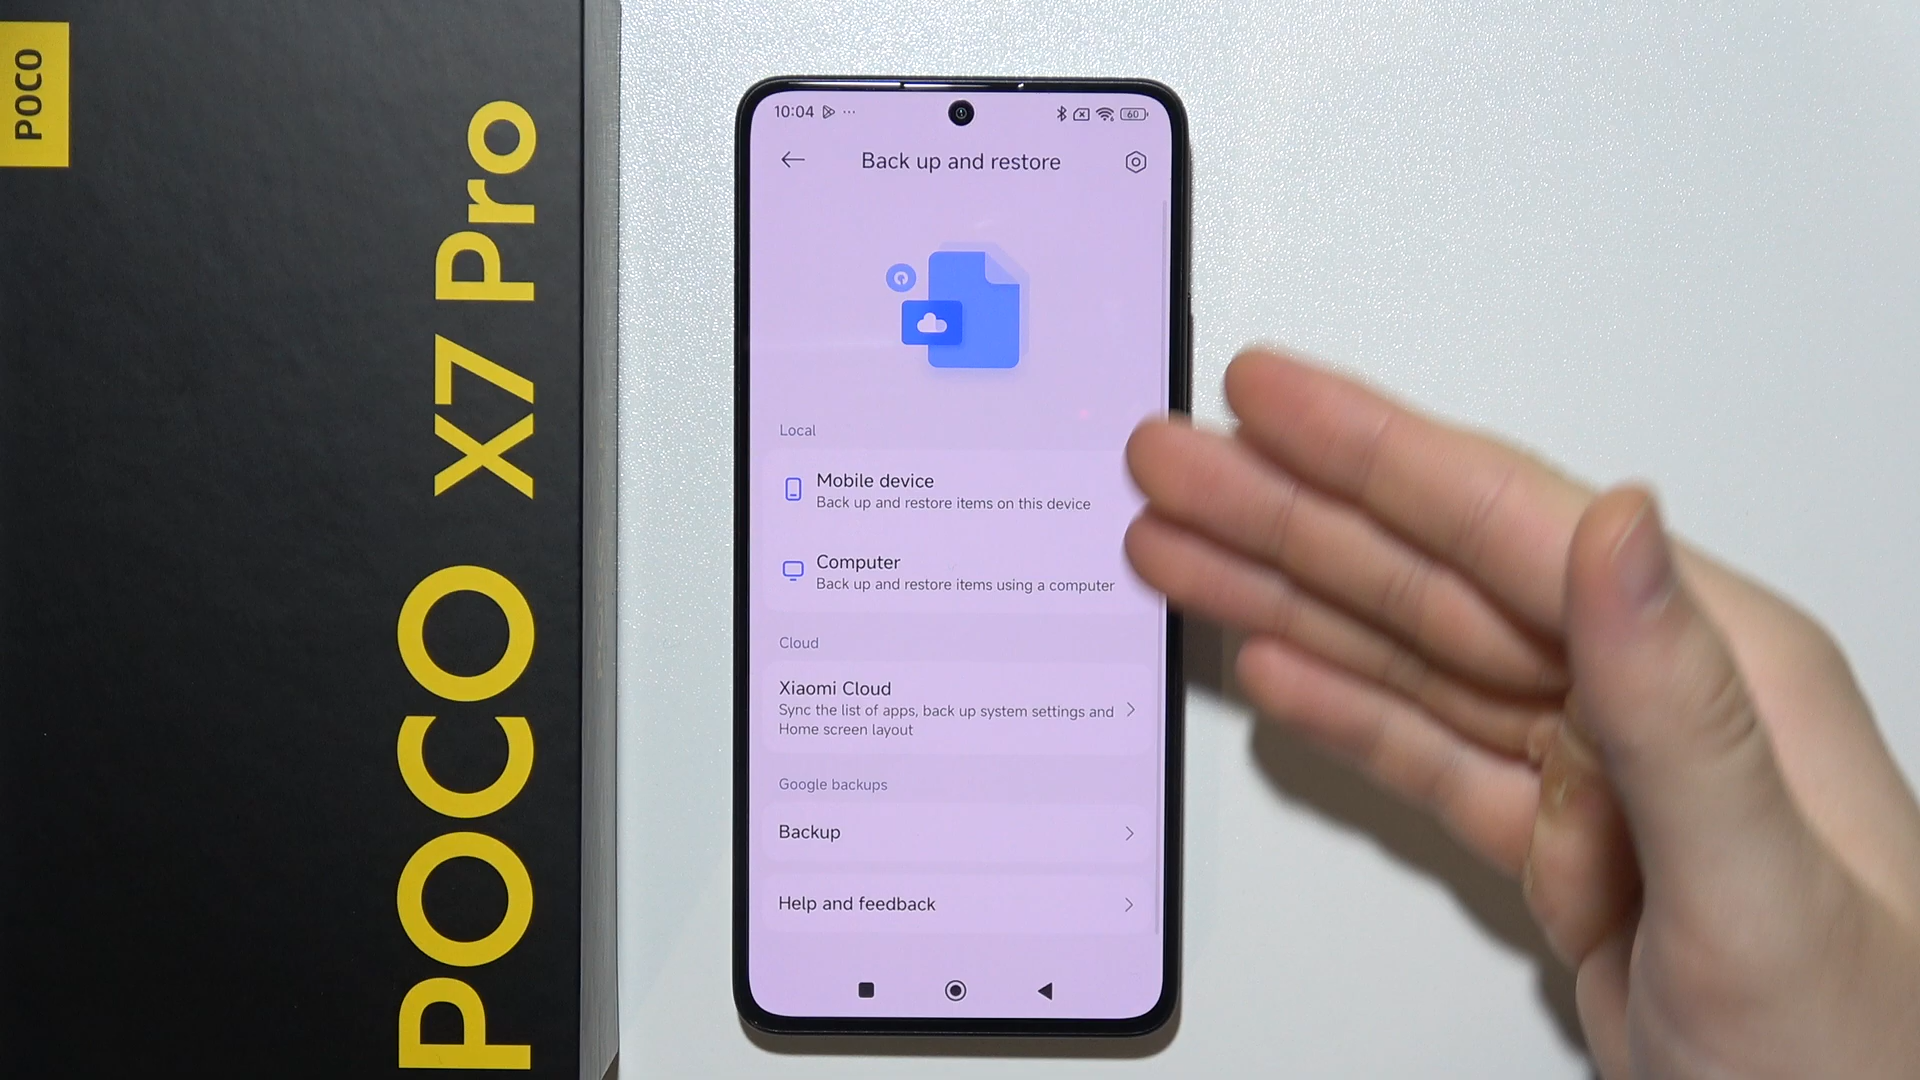 POCO
POCO X7 Pro
10:04
60
Back up and restore
Local
Mobile device
Back up and restore items on this device
Computer
Back up and restore items using a computer
Cloud
Xiaomi Cloud
Sync the list of apps, back up system settings and
Home screen layout
Google backups
Backup
Help and feedback